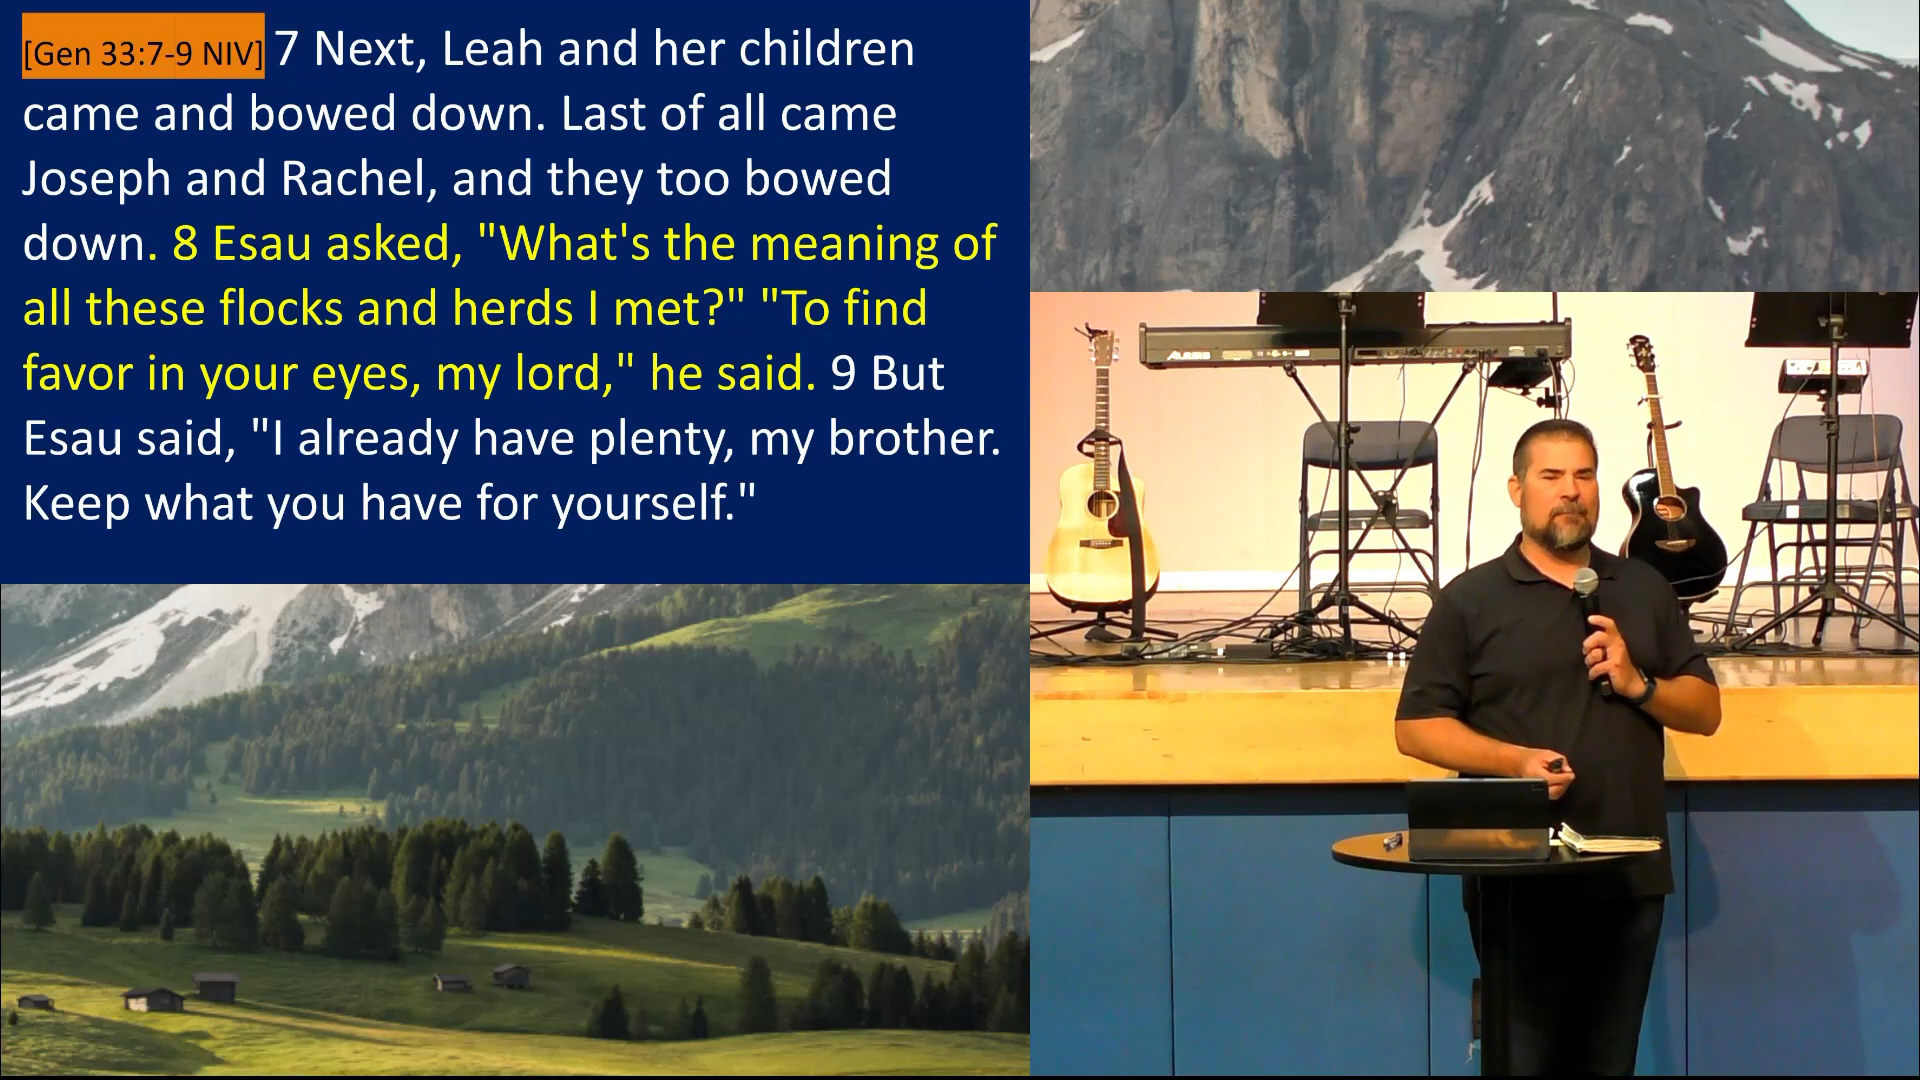 [Gen 33:7-9 NIV] 7 Next, Leah and her children
came and bowed down. Last of all came
Joseph and Rachel, and they too bowed
down. 8 Esau asked, "What's the meaning of
all these flocks and herds I met?" "To find
favor in your eyes, my lord," he said. 9 But
Esau said, "I already have plenty, my brother.
Keep what you have for yourself."
ALESIS